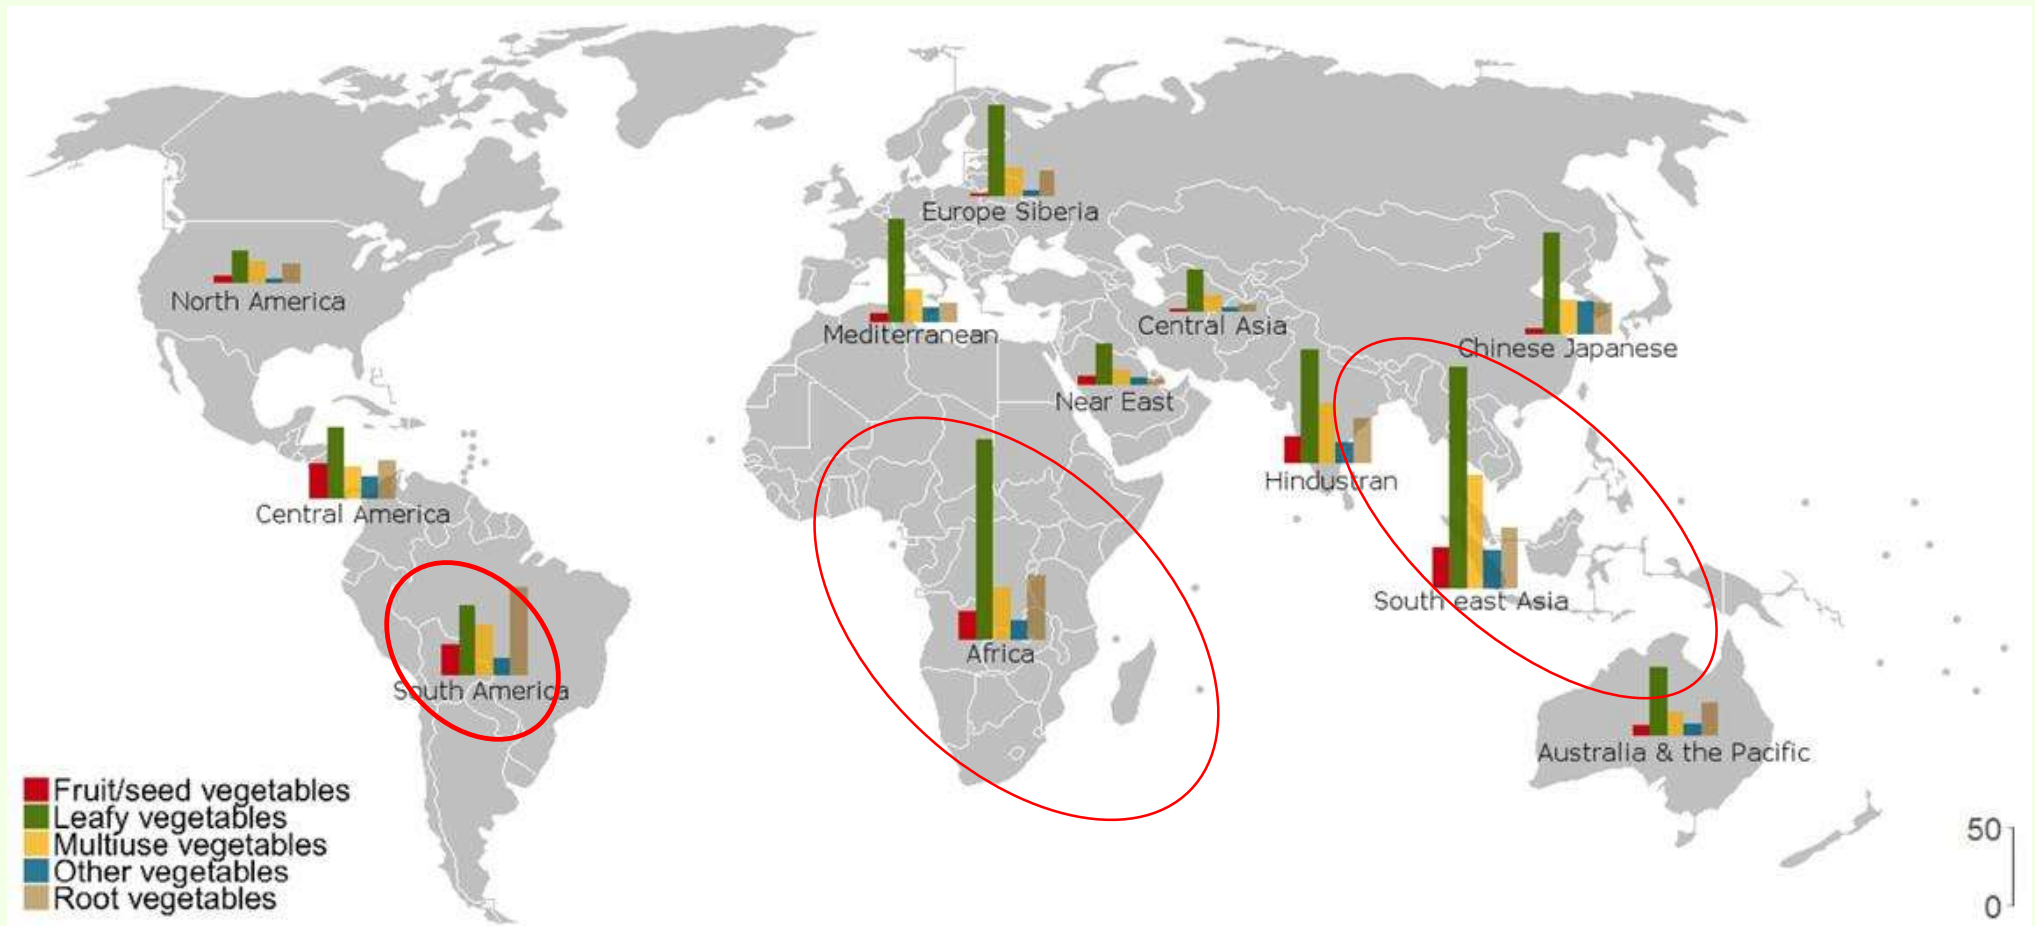 Europe Siberia
North America
Mediterranean
Central Asia
Chinese Japanese
Near East
Hindustran
Central America
South east Asia
Africa
South America
Australia & the Pacific
Fruit/seed vegetables
Leafy vegetables
Multiuse vegetables
Other vegetables
Root vegetables
50
0